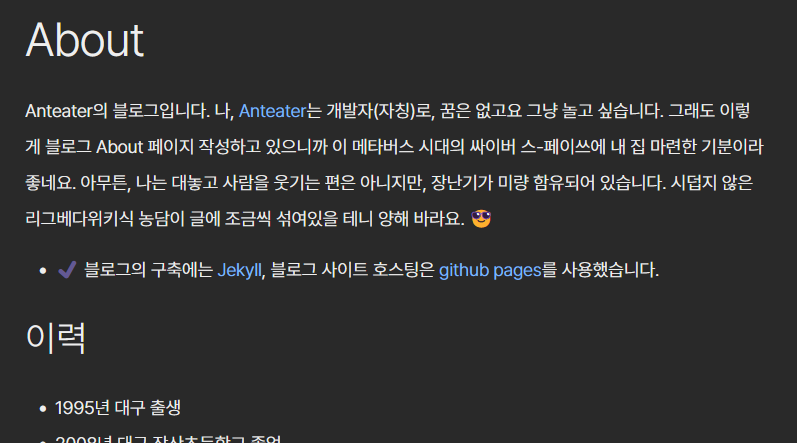 About
Anteater의 블로그입니다. 나, Anteater는 개발자(자칭)로, 꿈은 없고요 그냥 놀고 싶습니다. 그래도 이렇
게 블로그 About 페이지 작성하고 있으니까 이 메타버스 시대의 싸이버 스-페이쓰에 내 집 마련한 기분이라
좋네요. 아무튼, 나는 대놓고 사람을 웃기는 편은 아니지만, 장난기가 미량 함유되어 있습니다. 시덥지 않은
리그베다위키식 농담이 글에 조금씩 섞여있을 테니 양해 바라요. 😎
• ✔ 블로그의 구축에는 Jekyll, 블로그 사이트 호스팅은 github pages를 사용했습니다.
이력
• 1995년 대구 출생